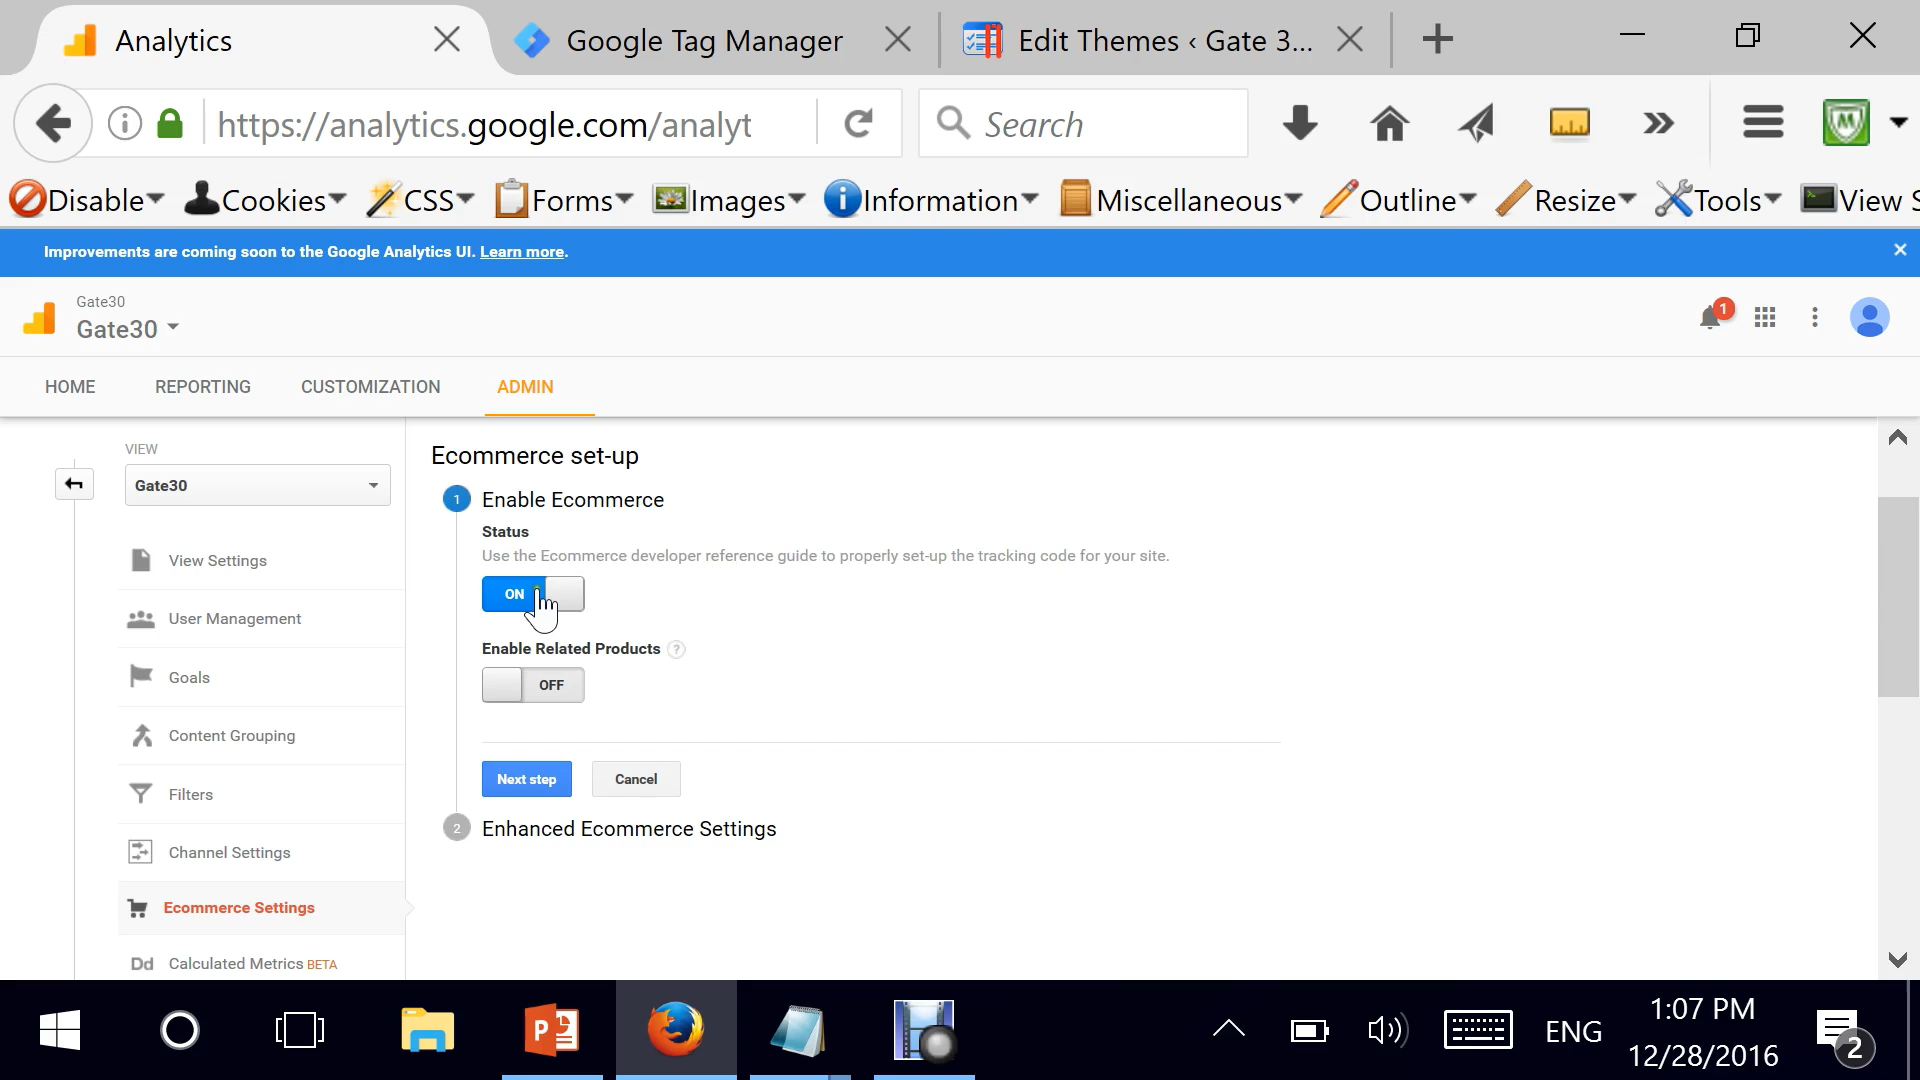 Analytics
Google Tag Manager
Edit Themes ‹ Gate 3...
https://analytics.google.com/analyt
Search
Disable
Cookies
CSS
Forms
Images
Information
Miscellaneous
Outline
Resize
Tools
View S
Improvements are coming soon to the Google Analytics UI. Learn more.
Gate30
Gate30
1
HOME
REPORTING
CUSTOMIZATION
ADMIN
VIEW
Gate30
View Settings
User Management
Goals
Content Grouping
Filters
Channel Settings
Ecommerce Settings
Dd Calculated Metrics BETA
Ecommerce set-up
1 Enable Ecommerce
Status
Use the Ecommerce developer reference guide to properly set-up the tracking code for your site.
ON
Enable Related Products ?
OFF
Next step
Cancel
2 Enhanced Ecommerce Settings
ENG
1:07 PM
12/28/2016
2